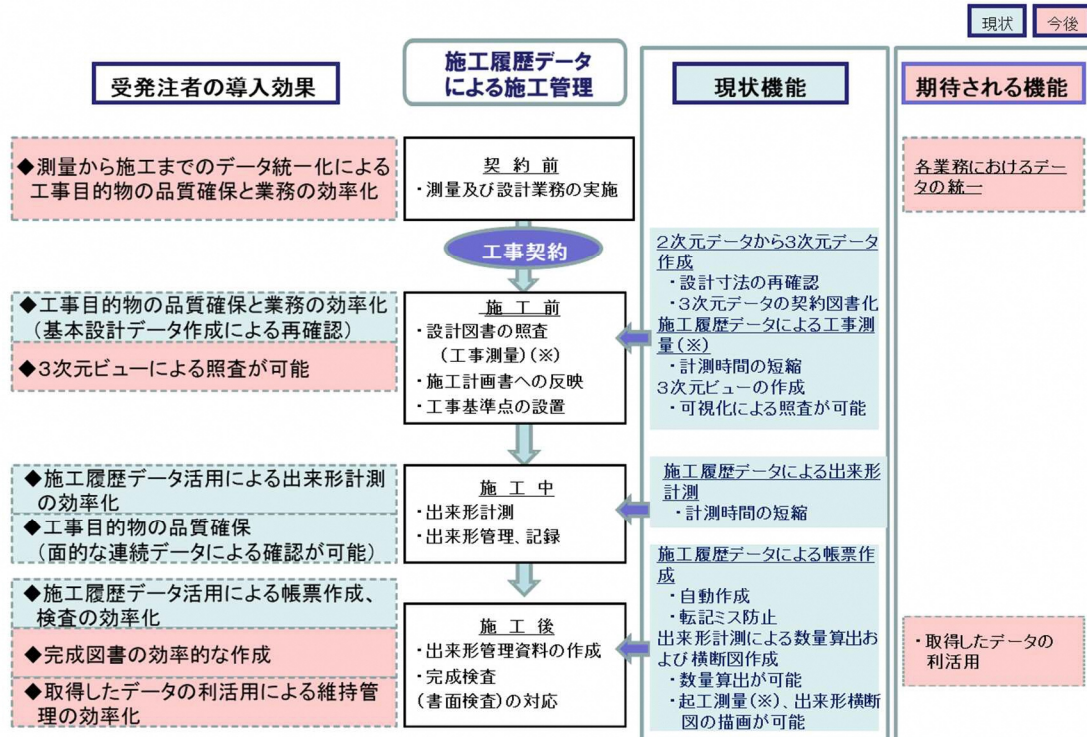 現状
今後
受発注者の導入効果
施工履歴データ
による施工管理
現状機能
期待される機能
◆測量から施工までのデータ統一化による
工事目的物の品質確保と業務の効率化
契約前
・測量及び設計業務の実施
各業務におけるデー
タの統一
工事契約
◆工事目的物の品質確保と業務の効率化
(基本設計データ作成による再確認)
◆3次元ビューによる照査が可能
施工前
・設計図書の照査
(工事測量)(※)
・施工計画書への反映
・工事基準点の設置
2次元データから3次元データ
作成
・設計寸法の再確認
・3次元データの契約図書化
施工履歴データによる工事測
量(※)
・計測時間の短縮
3次元ビューの作成
・可視化による照査が可能
◆施工履歴データ活用による出来形計測
の効率化
◆工事目的物の品質確保
(面的な連続データによる確認が可能)
施工中
・出来形計測
・出来形管理、記録
施工履歴データによる出来形
計測
・計測時間の短縮
◆施工履歴データ活用による帳票作成、
検査の効率化
◆完成図書の効率的な作成
◆取得したデータの利活用による維持管
理の効率化
施工後
・出来形管理資料の作成
・完成検査
(書面検査)の対応
施工履歴データによる帳票作
成
・自動作成
・転記ミス防止
出来形計測による数量算出お
よび横断図作成
・数量算出が可能
・起工測量(※)、出来形横断
図の描画が可能
・取得したデータの
利活用